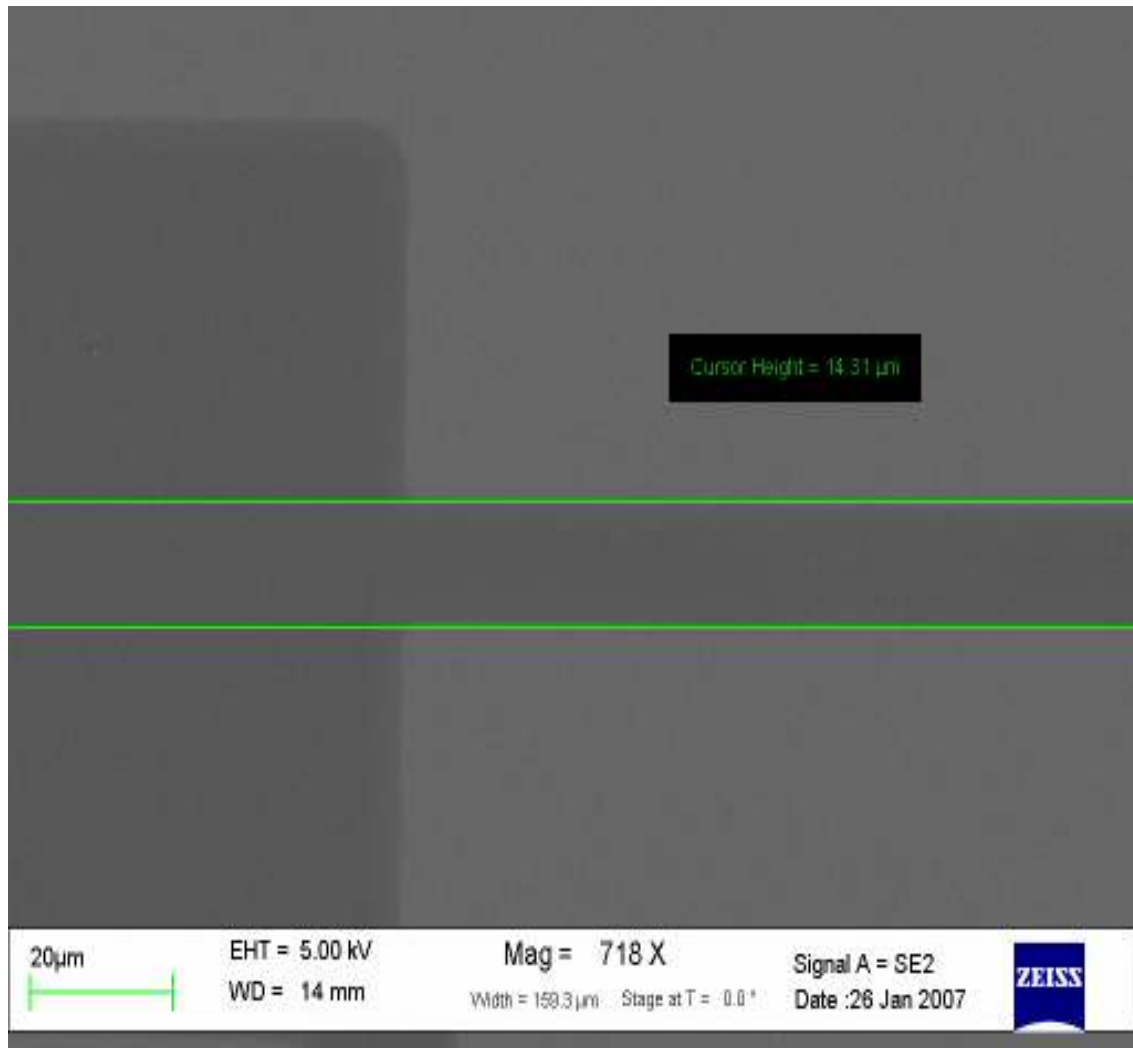 Cursor Height = 14.31 µm
20µm
EHT = 5.00 kV
WD = 14 mm
Mag = 718 X
Width = 159.3 µm Stage at T = 0.0 °
Signal A = SE2
Date :26 Jan 2007
ZEISS